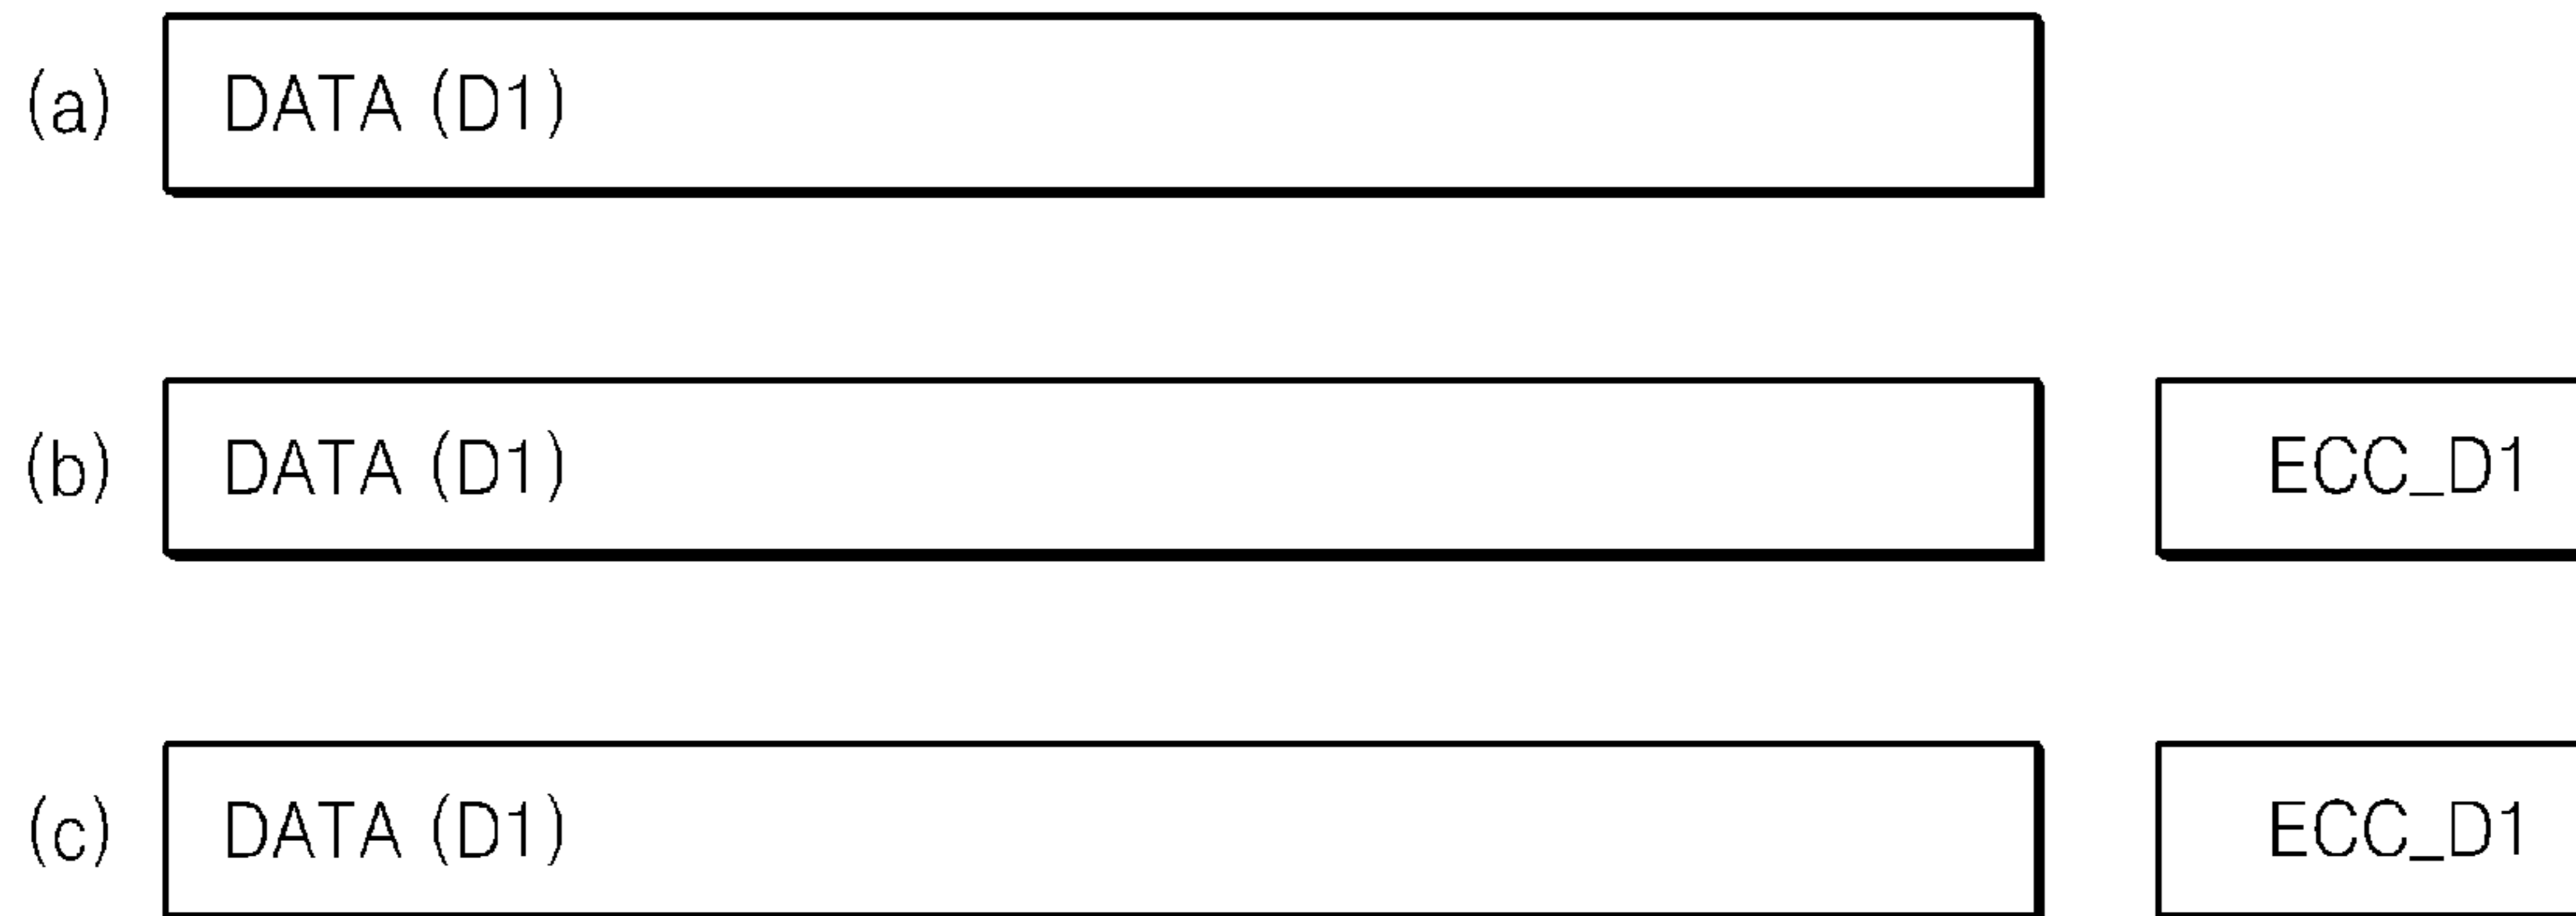 (a) DATA (D1)
(b) DATA (D1) ECC_D1
(c) DATA (D1) ECC_D1